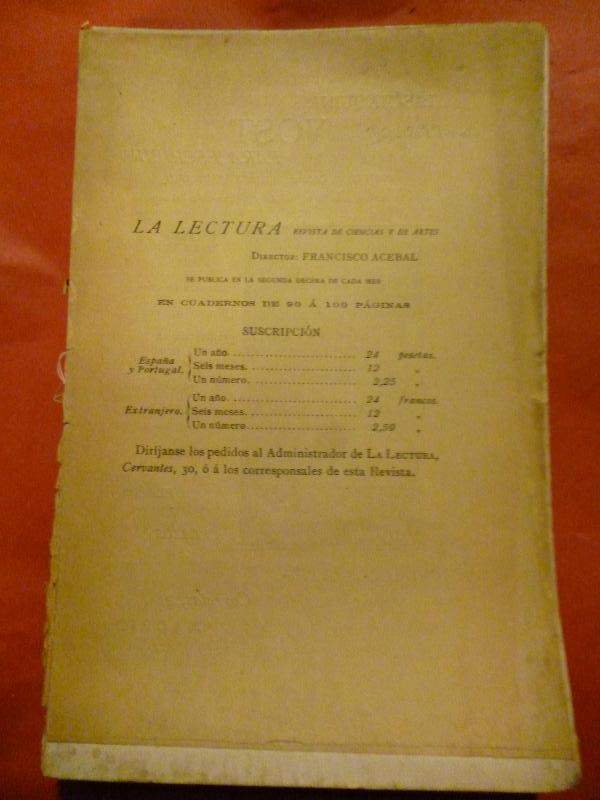 LA LECTURA REVISTA DE CIENCIAS Y DE ARTES
DIRECTOR: FRANCISCO ACEBAL
SE PUBLICA EN LA SEGUNDA DECENA DE CADA MES
EN CUADERNOS DE 90 Á 100 PÁGINAS
SUSCRIPCIÓN
España y Portugal.
Un año. 24 pesetas.
Seis meses. 12 "
Un número. 2,25 "
Extranjero.
Un año. 24 francos.
Seis meses. 12 "
Un número. 2,50 "
Diríjanse los pedidos al Administrador de LA LECTURA,
Cervantes, 30, ó á los corresponsales de esta Revista.